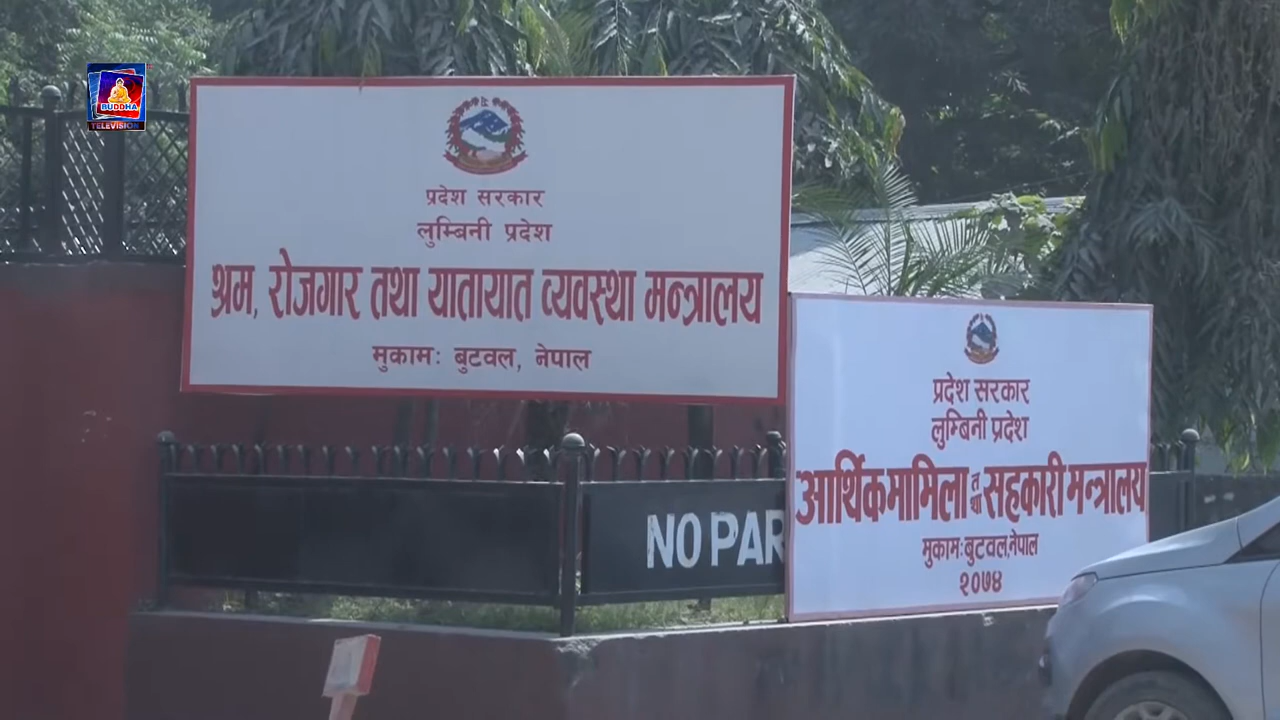 BUDDHA
TELEVISION
प्रदेश सरकार
लुम्बिनी प्रदेश
श्रम, रोजगार तथा यातायात व्यवस्था मन्त्रालय
मुकाम: बुटवल, नेपाल
प्रदेश सरकार
लुम्बिनी प्रदेश
आर्थिक मामिला तथा सहकारी मन्त्रालय
मुकाम: बुटवल,नेपाल
२०७४
NO PAR